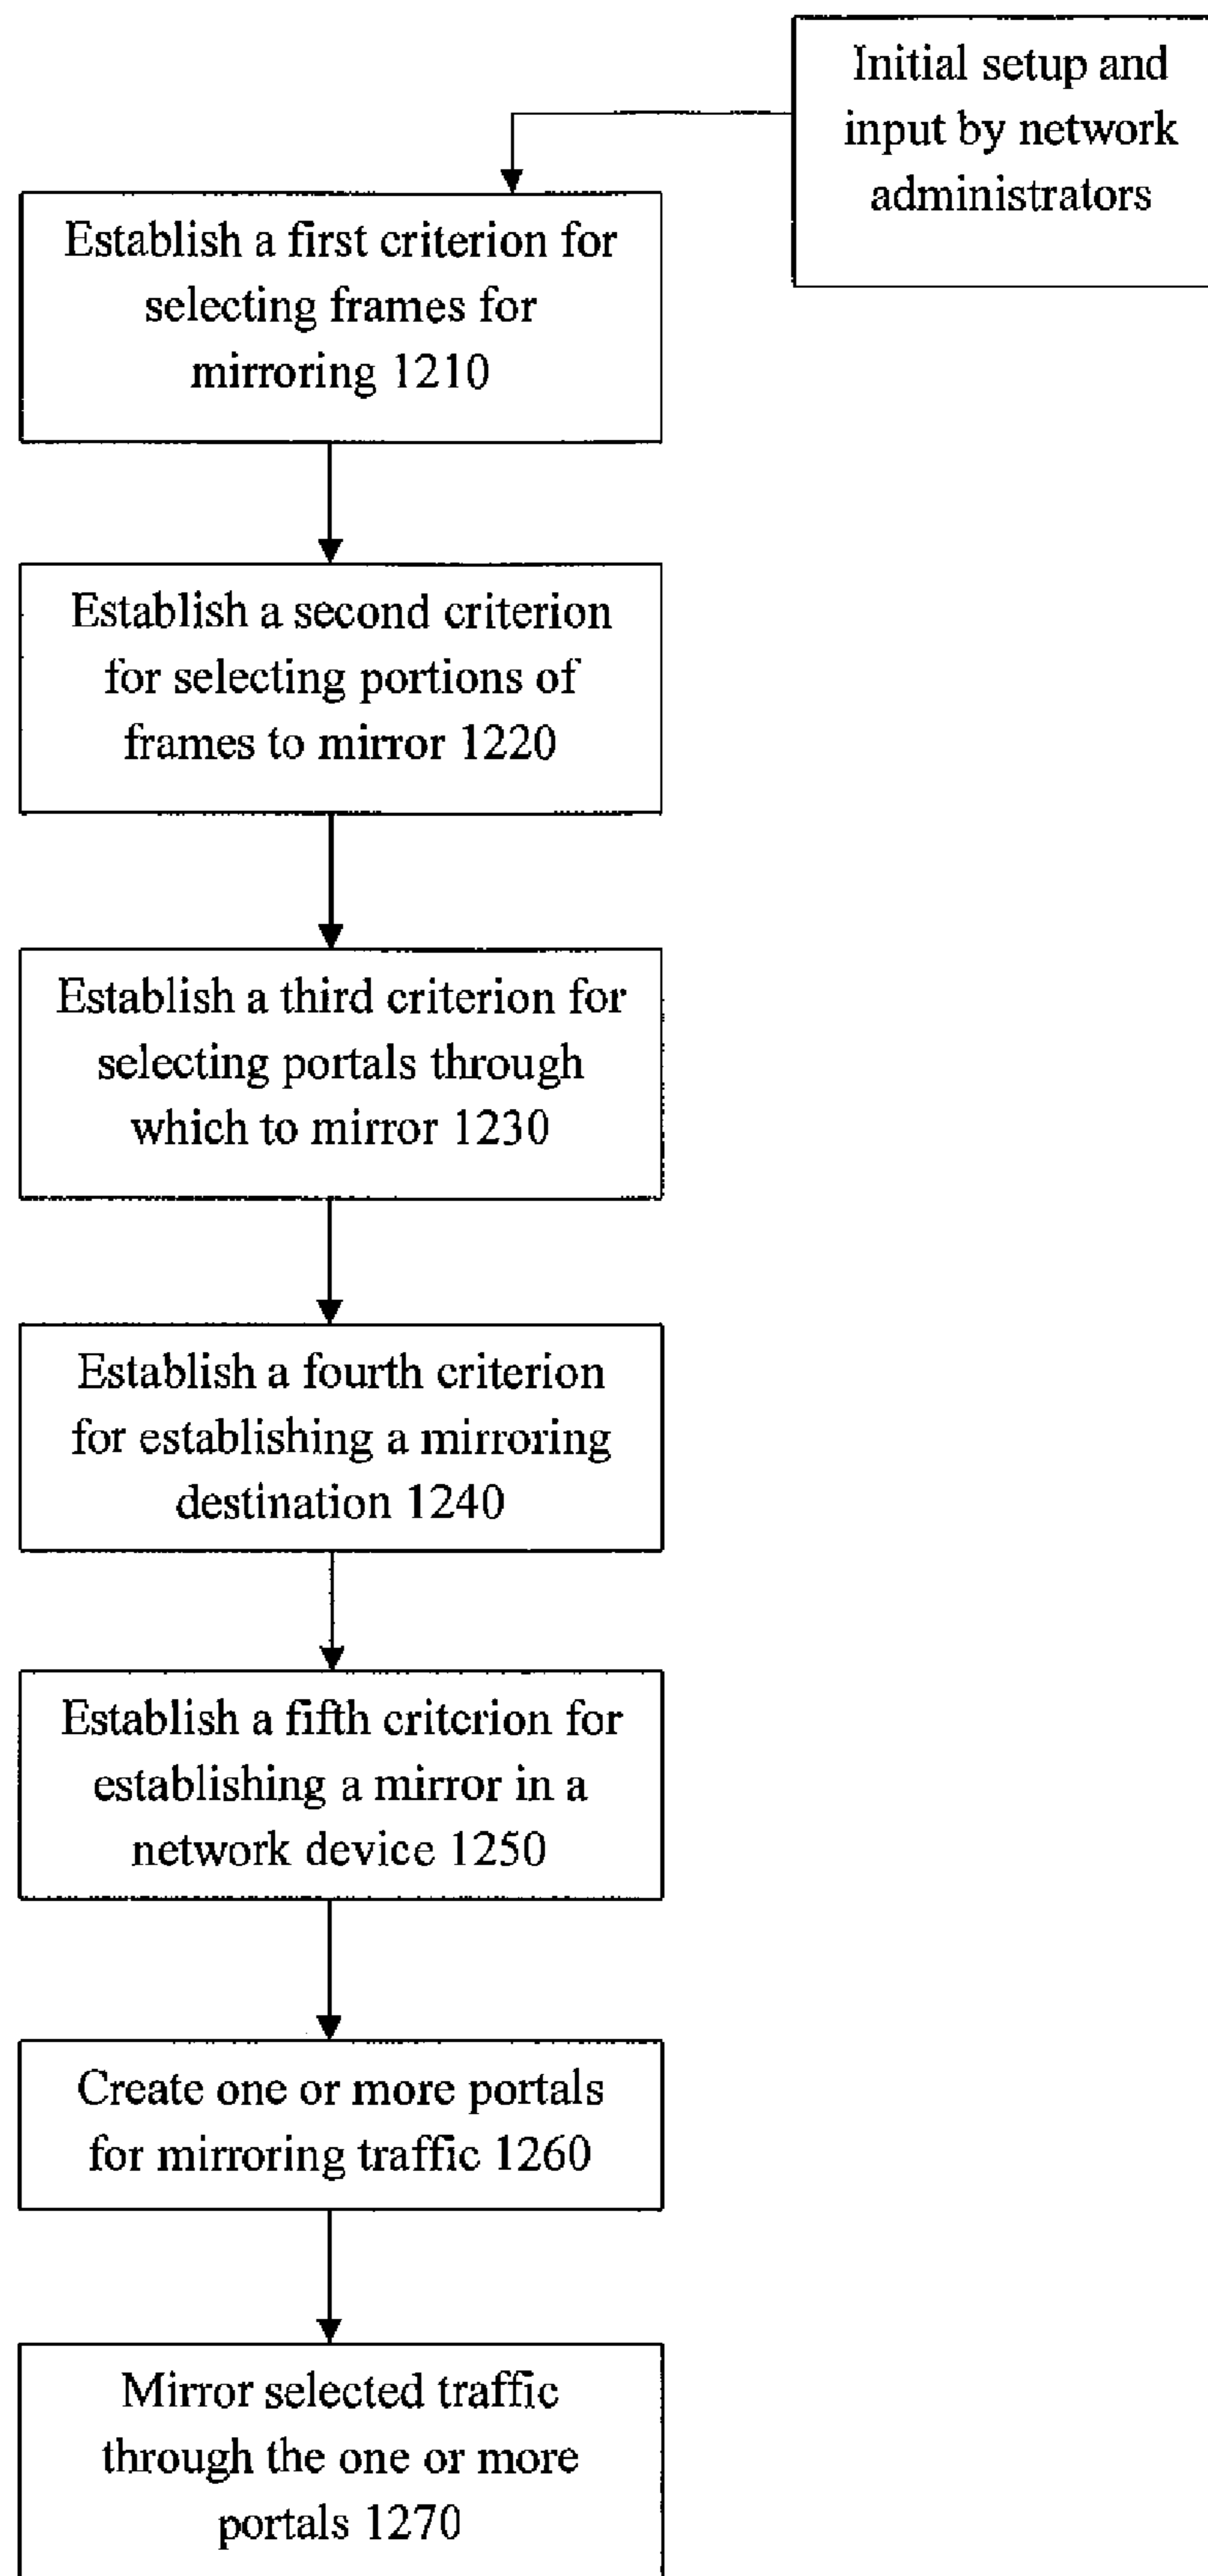 Initial setup and
input by network
administrators
Establish a first criterion for
selecting frames for
mirroring 1210
Establish a second criterion
for selecting portions of
frames to mirror 1220
Establish a third criterion for
selecting portals through
which to mirror 1230
Establish a fourth criterion
for establishing a mirroring
destination 1240
Establish a fifth criterion for
establishing a mirror in a
network device 1250
Create one or more portals
for mirroring traffic 1260
Mirror selected traffic
through the one or more
portals 1270